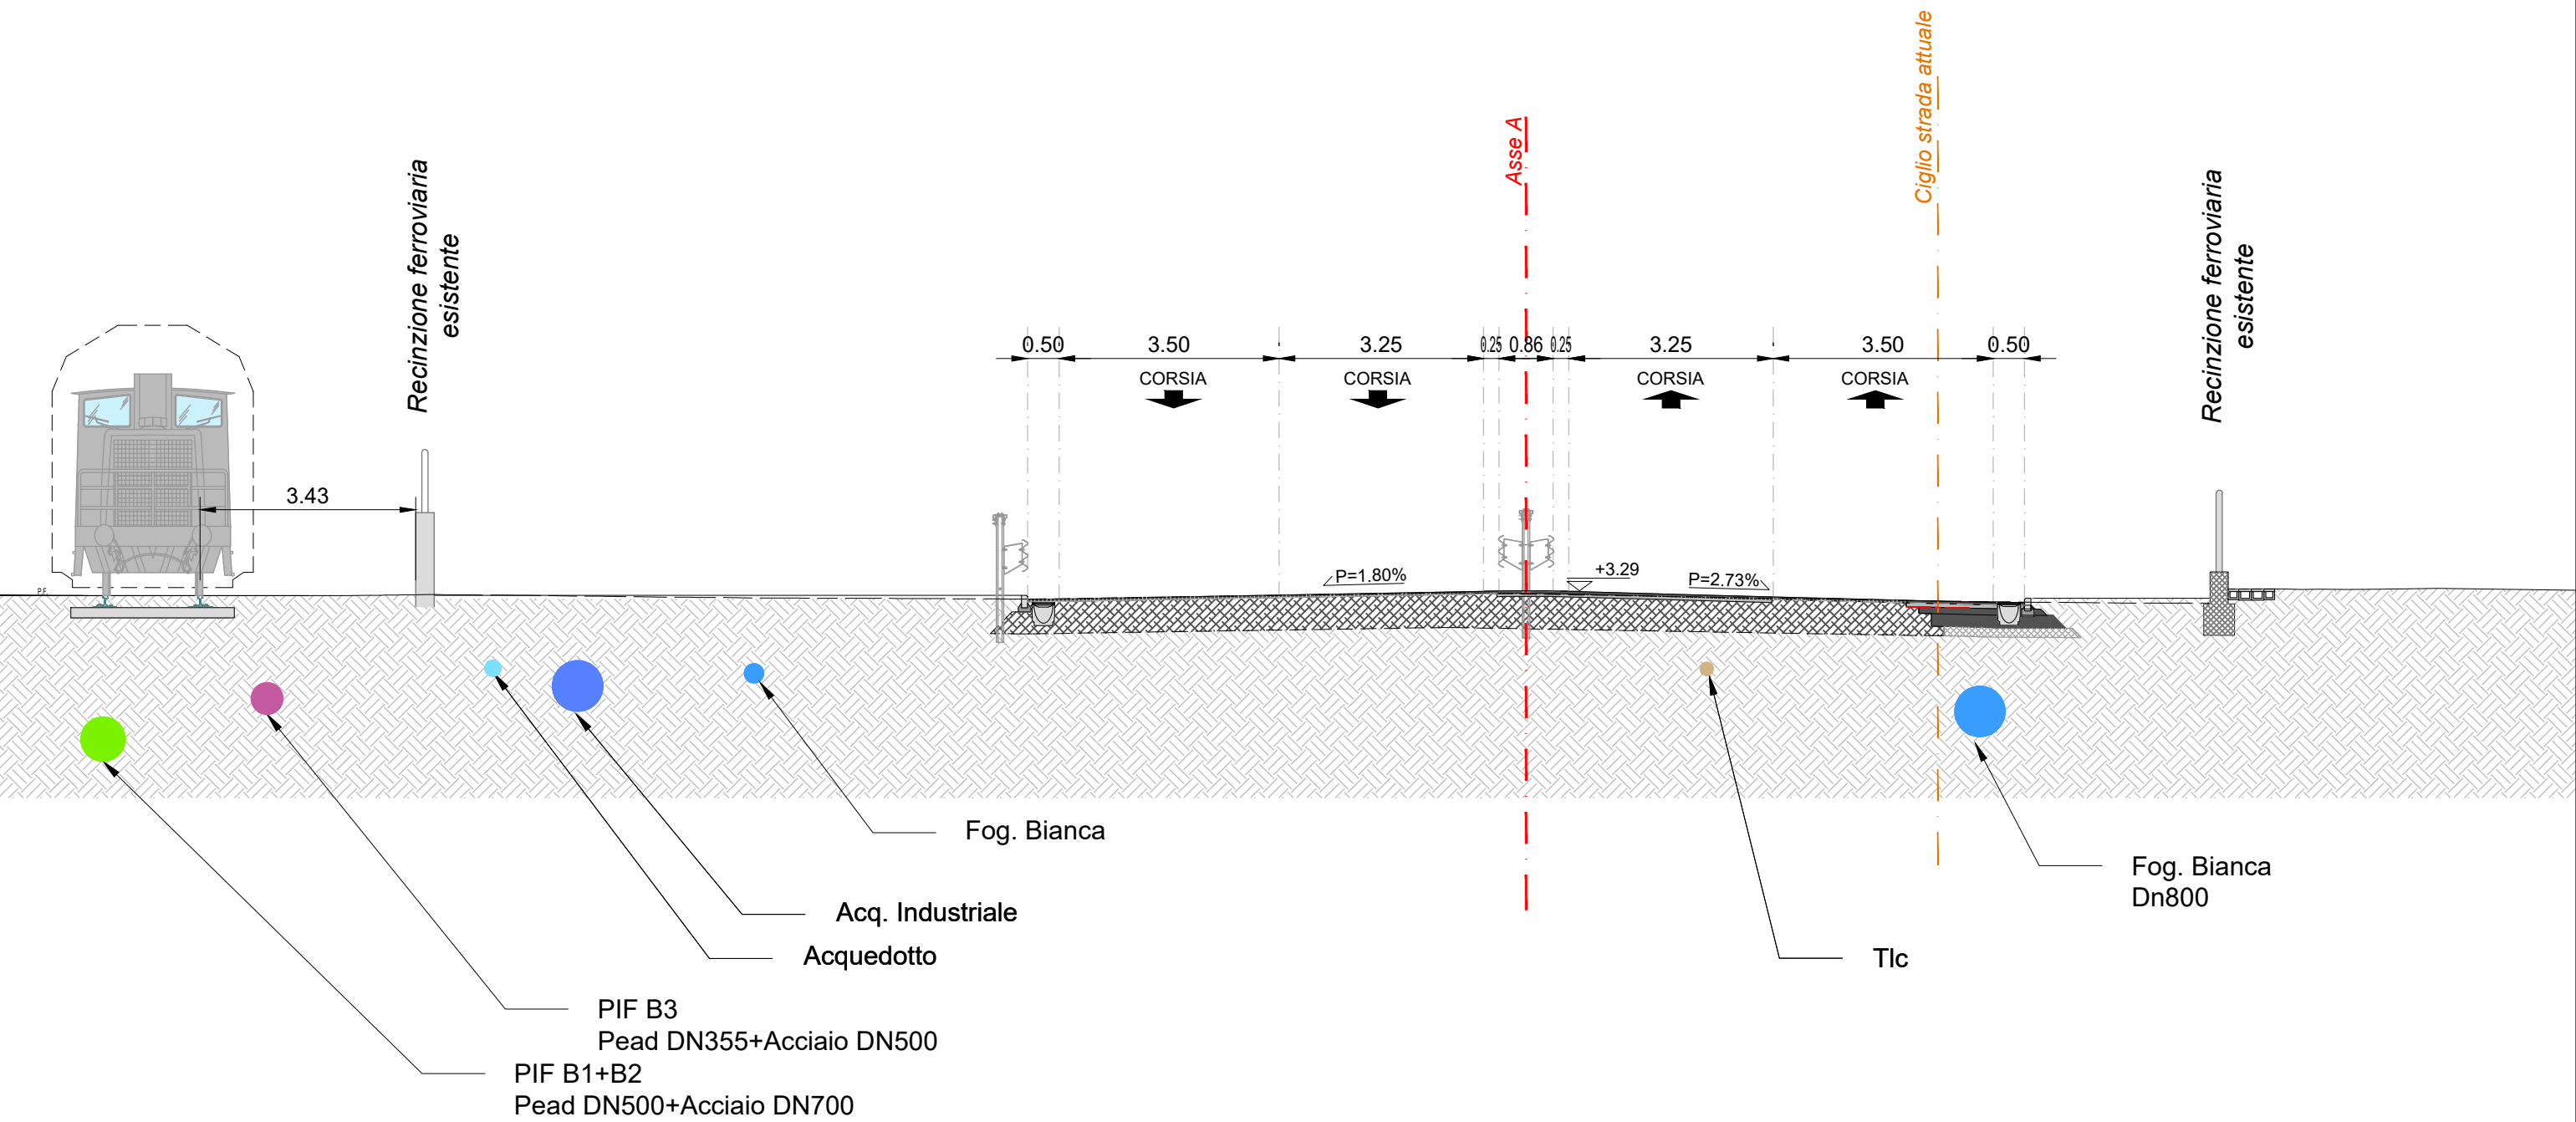 Ciglio strada attuale
Asse A
Recinzione ferroviaria
esistente
Recinzione ferroviaria
esistente
0.50 3.50 3.25 0.25 0.86 0.25 3.25 3.50 0.50
CORSIA CORSIA CORSIA CORSIA
3.43
P=1.80%
+3.29
P=2.73%
P.F.
Fog. Bianca
Fog. Bianca
Dn800
Acq. Industriale
Acquedotto
Tlc
PIF B3
Pead DN355+Acciaio DN500
PIF B1+B2
Pead DN500+Acciaio DN700